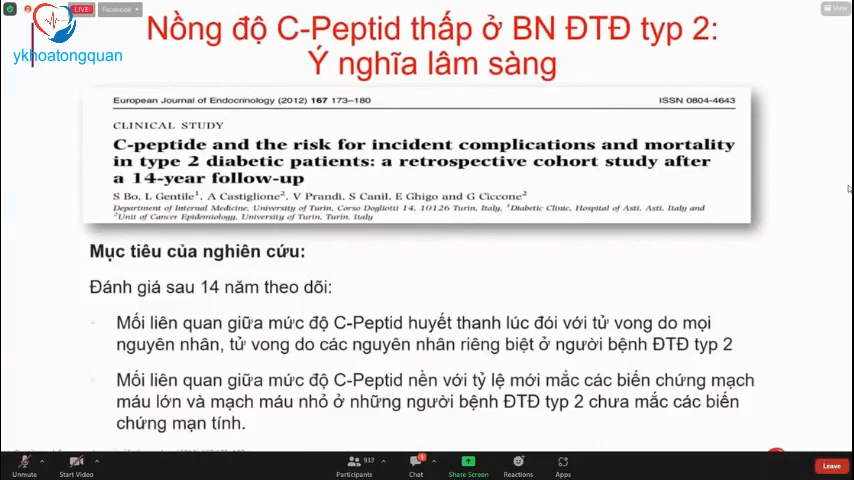 LIVE
Facebook
View
ykhoatongquan
Nồng độ C-Peptid thấp ở BN ĐTĐ typ 2:
Ý nghĩa lâm sàng
European Journal of Endocrinology (2012) 167 173–180
ISSN 0804-4643
CLINICAL STUDY
C-peptide and the risk for incident complications and mortality
in type 2 diabetic patients: a retrospective cohort study after
a 14-year follow-up
S Bo, L Gentile¹, A Castiglione², V Prandi, S Canil, E Ghigo and G Ciccone²
Department of Internal Medicine, University of Turin, Corso Dogliotti 14, 10126 Turin, Italy, ¹Diabetic Clinic, Hospital of Asti, Asti, Italy and
²Unit of Cancer Epidemiology, University of Turin, Turin, Italy
Mục tiêu của nghiên cứu:
Đánh giá sau 14 năm theo dõi:
Mối liên quan giữa mức độ C-Peptid huyết thanh lúc đói với tử vong do mọi
nguyên nhân, tử vong do các nguyên nhân riêng biệt ở người bệnh ĐTĐ typ 2
Mối liên quan giữa mức độ C-Peptid nền với tỷ lệ mới mắc các biến chứng mạch
máu lớn và mạch máu nhỏ ở những người bệnh ĐTĐ typ 2 chưa mắc các biến
chứng mạn tính.
Unmute
Start Video
937
Participants
1
Chat
Share Screen
Reactions
Apps
Leave